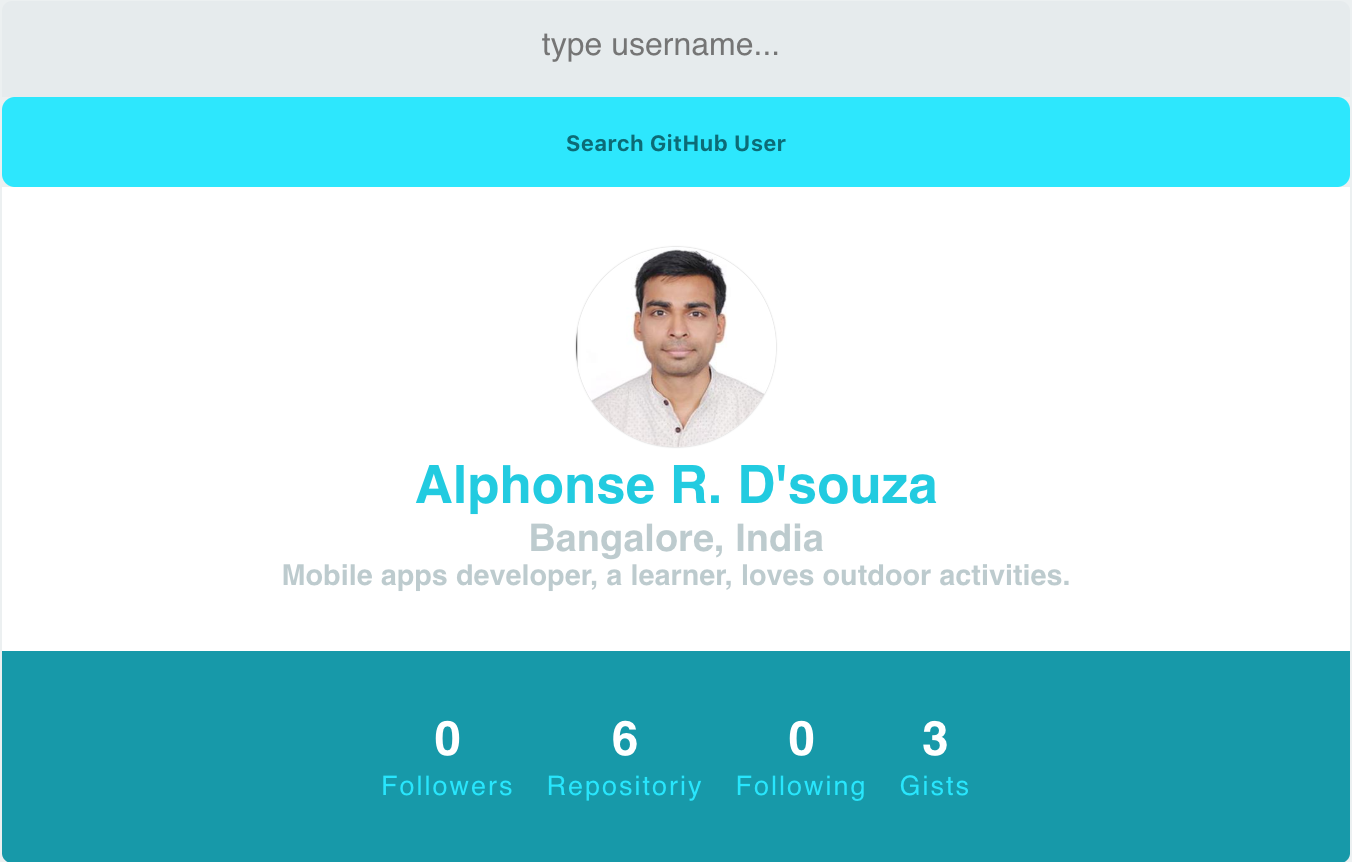 type username...
Search GitHub User
Alphonse R. D'souza
Bangalore, India
Mobile apps developer, a learner, loves outdoor activities.
0 6 0 3
Followers Repositoriy Following Gists